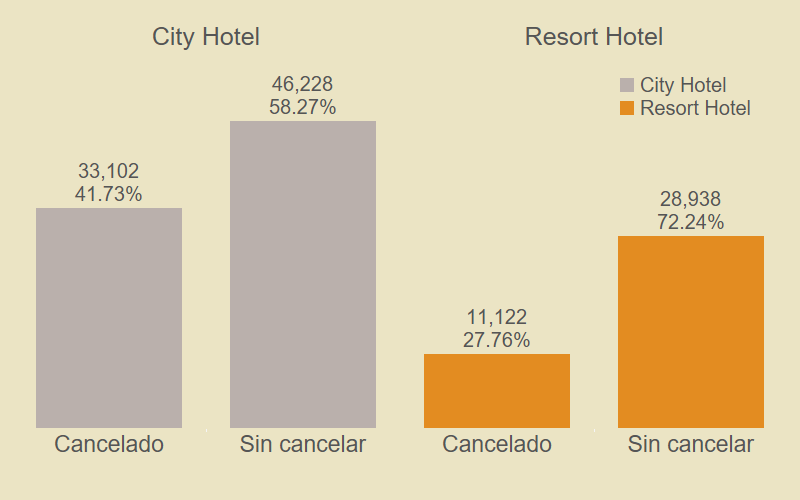 City Hotel
Resort Hotel
City Hotel
Resort Hotel
33,102
41.73%
46,228
58.27%
11,122
27.76%
28,938
72.24%
Cancelado
Sin cancelar
Cancelado
Sin cancelar